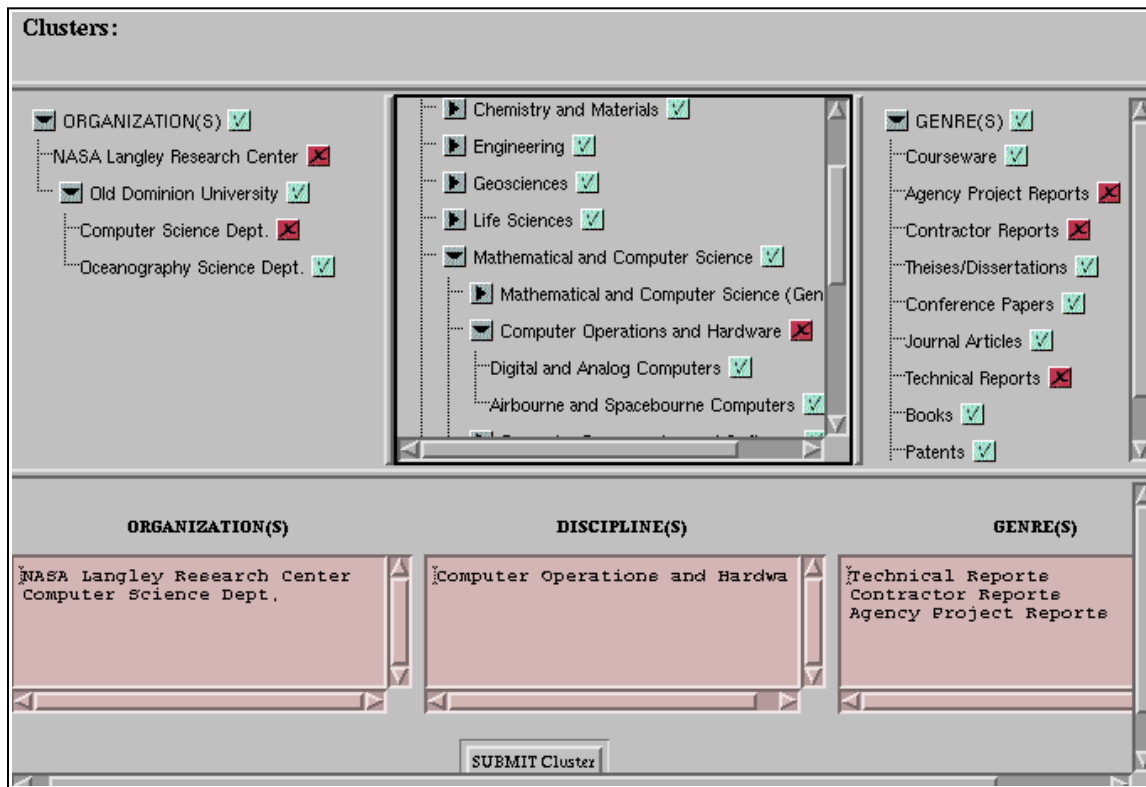 Clusters:
ORGANIZATION(S)
NASA Langley Research Center
Old Dominion University
Computer Science Dept.
Oceanography Science Dept.
Chemistry and Materials
Engineering
Geosciences
Life Sciences
Mathematical and Computer Science
Mathematical and Computer Science (Gen
Computer Operations and Hardware
Digital and Analog Computers
Airbourne and Spacebourne Computers
GENRE(S)
Courseware
Agency Project Reports
Contractor Reports
Theises/Dissertations
Conference Papers
Journal Articles
Technical Reports
Books
Patents
ORGANIZATION(S)
NASA Langley Research Center
Computer Science Dept.
DISCIPLINE(S)
Computer Operations and Hardwa
GENRE(S)
Technical Reports
Contractor Reports
Agency Project Reports
SUBMIT Cluster